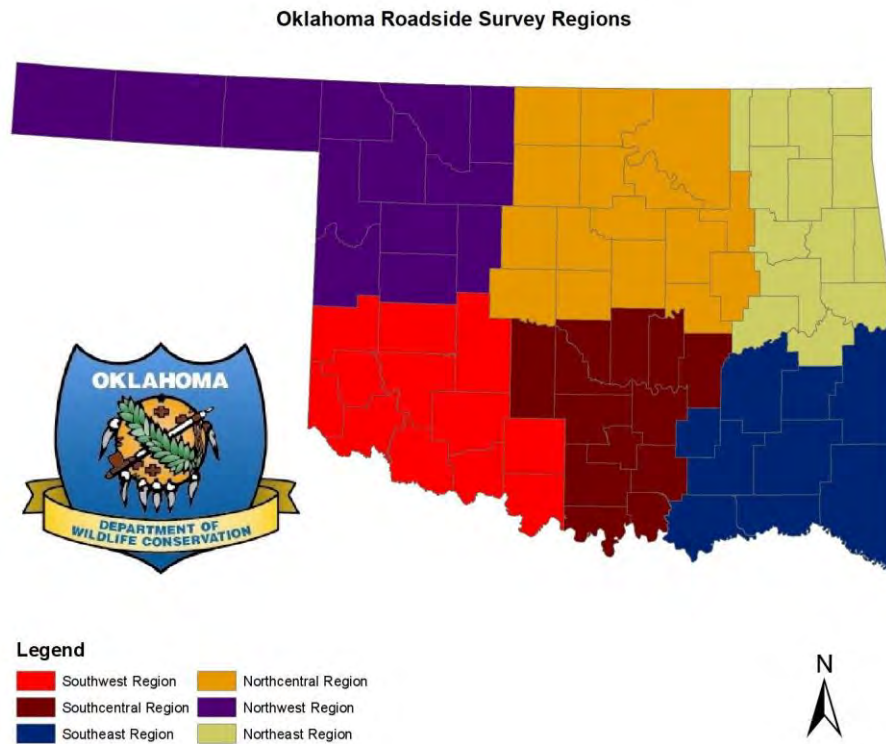 Oklahoma Roadside Survey Regions
OKLAHOMA
DEPARTMENT OF
WILDLIFE CONSERVATION
Legend
Southwest Region
Northcentral Region
Southcentral Region
Northwest Region
Southeast Region
Northeast Region
N